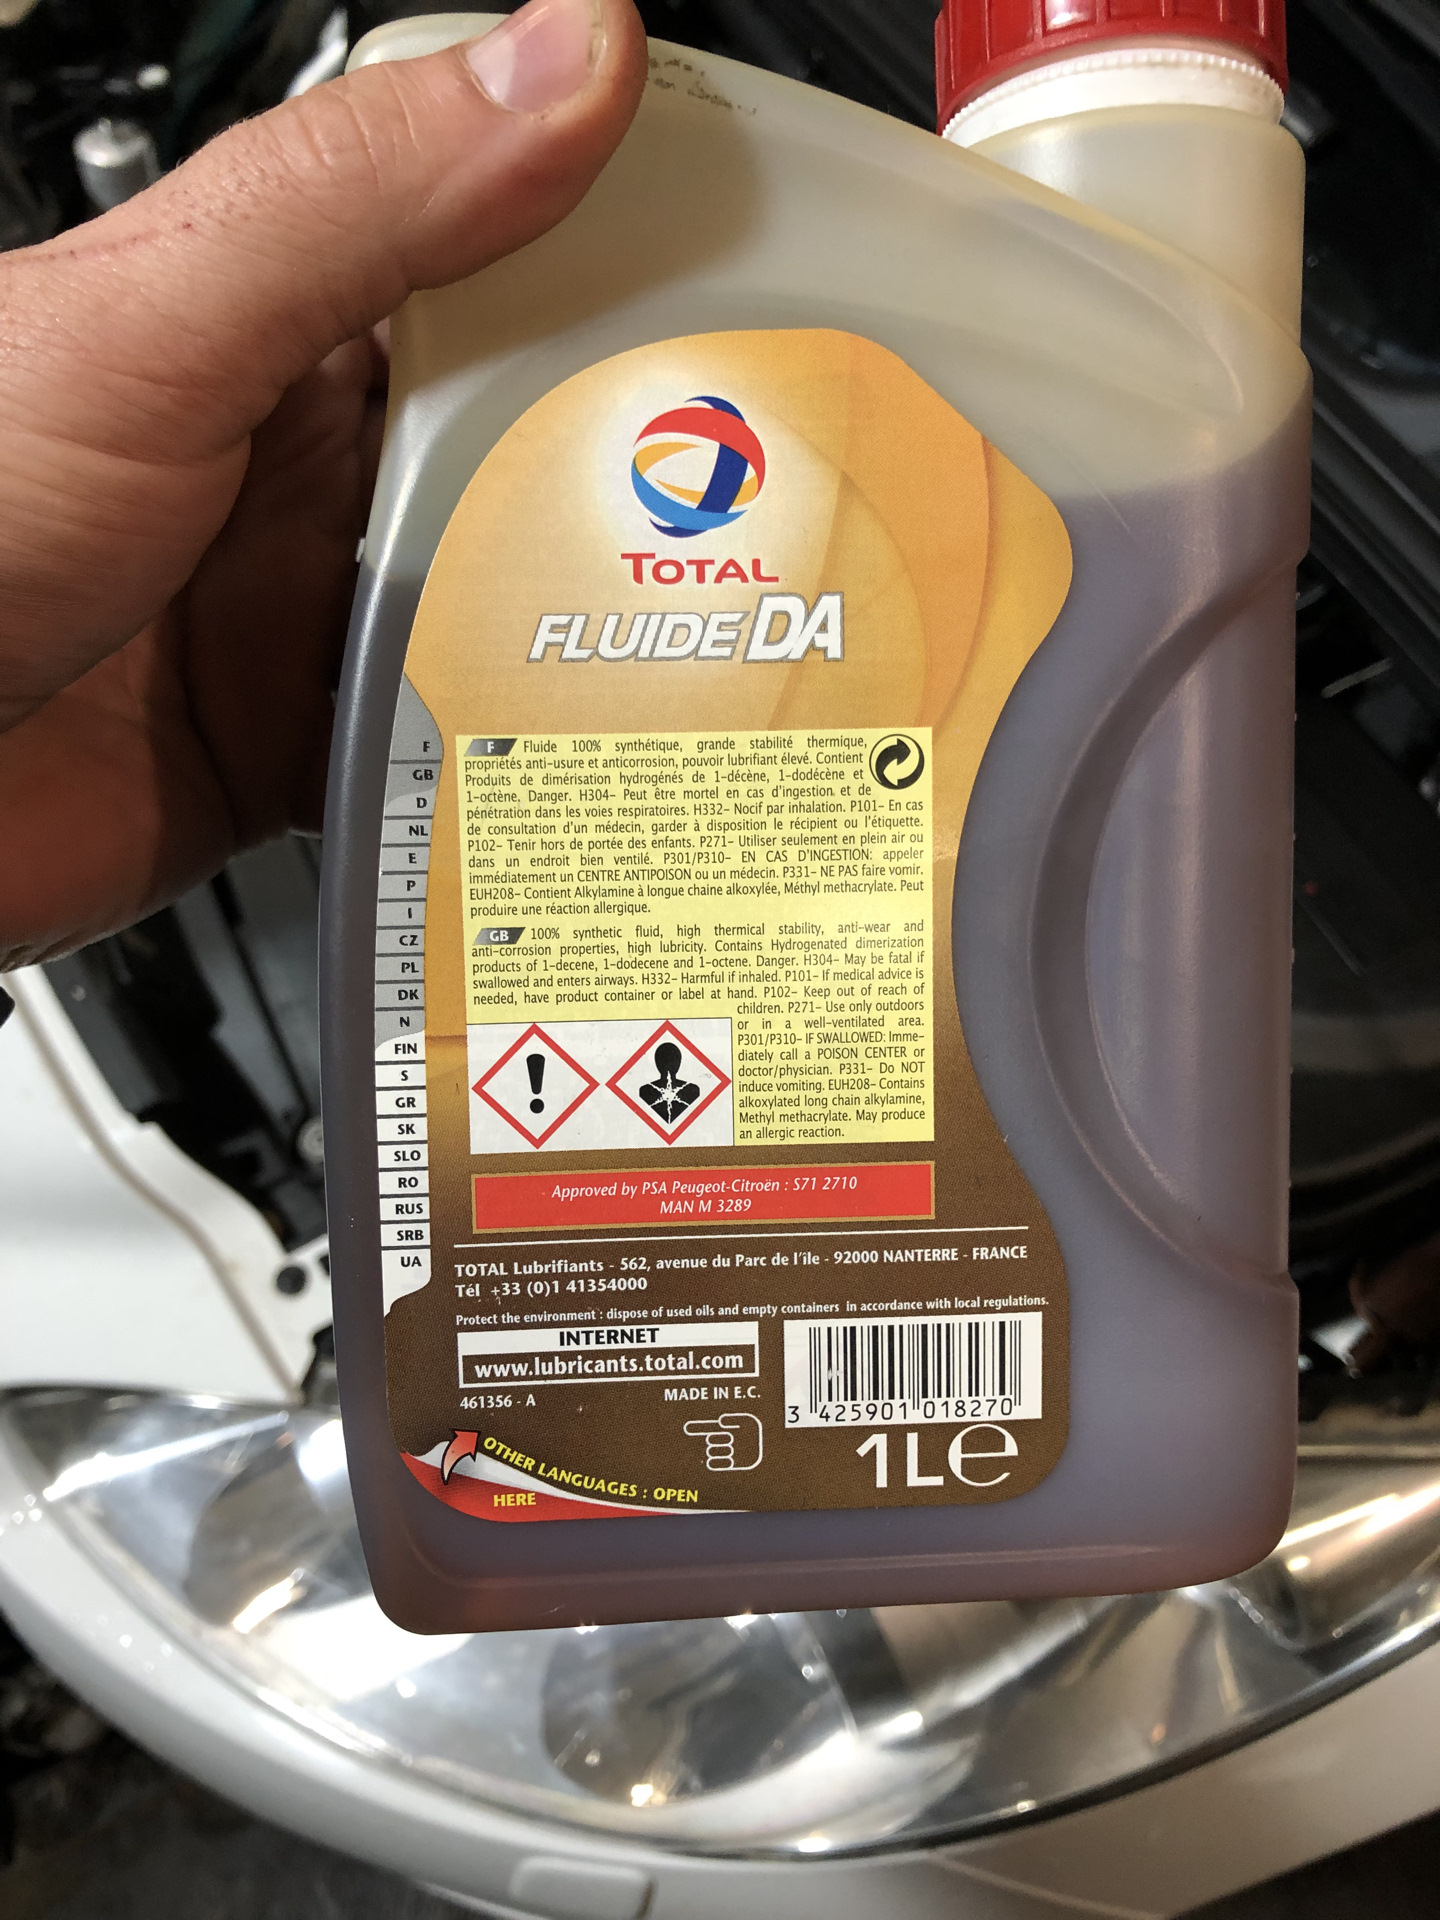 TOTAL
FLUIDE DA
F
GB
D
NL
E
P
I
CZ
PL
DK
N
FIN
S
GR
SK
SLO
RO
RUS
SRB
UA
F Fluide 100% synthétique, grande stabilité thermique,
propriétés anti-usure et anticorrosion, pouvoir lubrifiant élevé. Contient
Produits de dimérisation hydrogénés de 1-décène, 1-dodécène et
1-octène. Danger. H304- Peut être mortel en cas d'ingestion et de
pénétration dans les voies respiratoires. H332- Nocif par inhalation. P101- En cas
de consultation d'un médecin, garder à disposition le récipient ou l'étiquette.
P102- Tenir hors de portée des enfants. P271- Utiliser seulement en plein air ou
dans un endroit bien ventilé. P301/P310- EN CAS D'INGESTION: appeler
immédiatement un CENTRE ANTIPOISON ou un médecin. P331- NE PAS faire vomir.
EUH208- Contient Alkylamine à longue chaine alkoxylée, Méthyl methacrylate. Peut
produire une réaction allergique.
GB 100% synthetic fluid, high thermal stability, anti-wear and
anti-corrosion properties, high lubricity. Contains Hydrogenated dimerization
products of 1-decene, 1-dodecene and 1-octene. Danger. H304- May be fatal if
swallowed and enters airways. H332- Harmful if inhaled. P101- If medical advice is
needed, have product container or label at hand. P102- Keep out of reach of
children. P271- Use only outdoors
or in a well-ventilated area.
P301/P310- IF SWALLOWED: Imme-
diately call a POISON CENTER or
doctor/physician. P331- Do NOT
induce vomiting. EUH208- Contains
alkoxylated long chain alkylamine,
Methyl methacrylate. May produce
an allergic reaction.
Approved by PSA Peugeot-Citroën : S71 2710
MAN M 3289
TOTAL Lubrifiants - 562, avenue du Parc de l'île - 92000 NANTERRE - FRANCE
Tél +33 (0)1 41354000
Protect the environment : dispose of used oils and empty containers in accordance with local regulations.
INTERNET
www.lubricants.total.com
461356 - A
MADE IN E.C.
3 425901 018270
1L e
OTHER LANGUAGES : OPEN
HERE